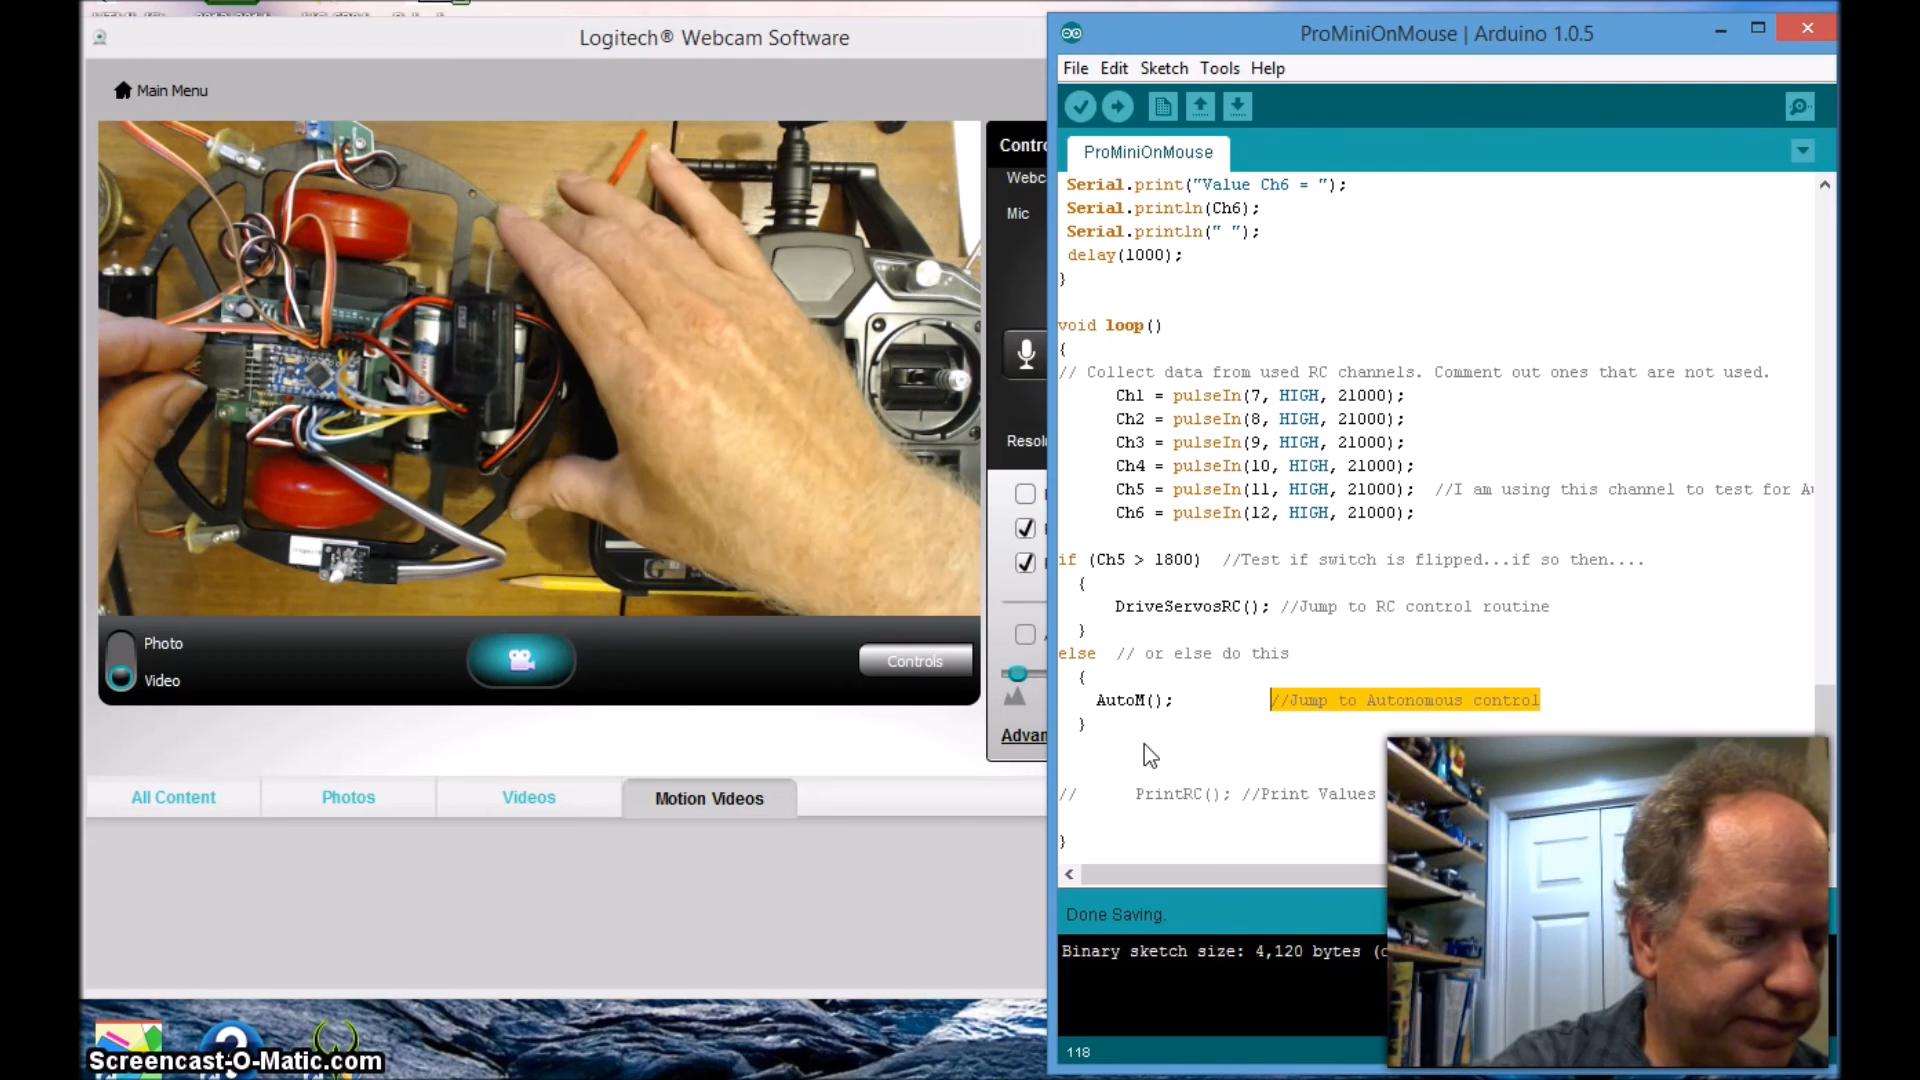 Logitech® Webcam Software
Main Menu
Contro
Webc
Mic
Resol
Advan
Photo
Video
Controls
All Content
Photos
Videos
Motion Videos
Screencast-O-Matic.com
ProMiniOnMouse | Arduino 1.0.5
File Edit Sketch Tools Help
ProMiniOnMouse
Serial.print("Value Ch6 = ");
Serial.println(Ch6);
Serial.println(" ");
delay(1000);
}
void loop()
{
// Collect data from used RC channels. Comment out ones that are not used.
Ch1 = pulseIn(7, HIGH, 21000);
Ch2 = pulseIn(8, HIGH, 21000);
Ch3 = pulseIn(9, HIGH, 21000);
Ch4 = pulseIn(10, HIGH, 21000);
Ch5 = pulseIn(11, HIGH, 21000); //I am using this channel to test for A
Ch6 = pulseIn(12, HIGH, 21000);
if (Ch5 > 1800) //Test if switch is flipped...if so then....
{
DriveServosRC(); //Jump to RC control routine
}
else // or else do this
{
AutoM(); //Jump to Autonomous control
}
// PrintRC(); //Print Values
}
Done Saving.
Binary sketch size: 4,120 bytes (
118